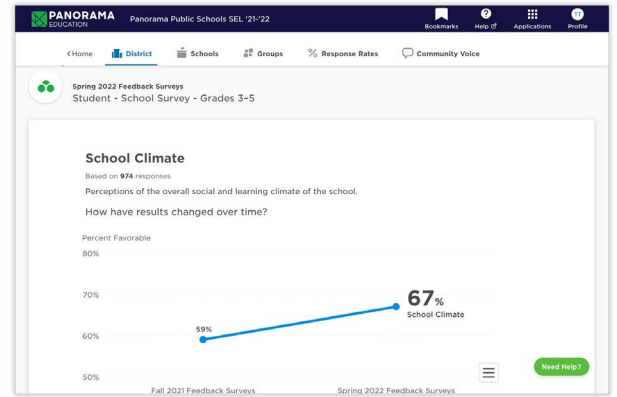 PANORAMA
EDUCATION
Panorama Public Schools SEL '21-'22
Bookmarks
Help
Applications
TT
Profile
Home
District
Schools
Groups
% Response Rates
Community Voice
Spring 2022 Feedback Surveys
Student - School Survey - Grades 3-5
School Climate
Based on 974 responses
Perceptions of the overall social and learning climate of the school.
How have results changed over time?
Percent Favorable
80%
70%
67%
School Climate
60%
59%
50%
Need Help?
Fall 2021 Feedback Surveys
Spring 2022 Feedback Surveys